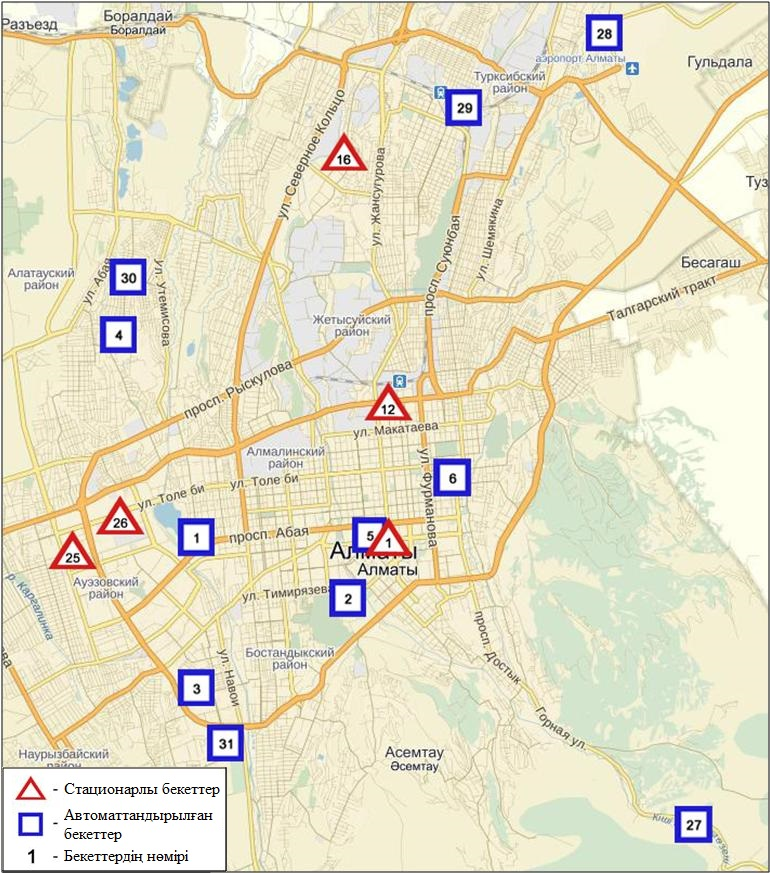 Разъезд
Боралдай
Боралдай
28
аэропорт Алматы
Гульдала
Турксибский
район
29
ул. Северное Кольцо
16
ул. Жансугурова
Туз
просп. Суюнбая
ул. Шемякина
Бесагаш
Алатауский
район
ул. Абая
30
ул. Утемисова
4
Талгарский тракт
Жетысуйский
район
просп. Рыскулова
12
ул. Макатаева
Алмалинский
район
ул. Толе би
ул. Толе би
6
ул. Фурманова
26
1
просп. Абая
5
1
25
Алматы
Алматы
Ауэзовский
район
р. Каргалинка
ул. Тимирязева
2
просп. Достык
Бостандыкский
район
ул. Навои
3
31
Горная ул.
Наурызбайский
район
Асемтау
Әсемтау
27
- Стационарлы бекеттер
- Автоматтандырылған
бекеттер
1 - Бекеттердің нөмірі